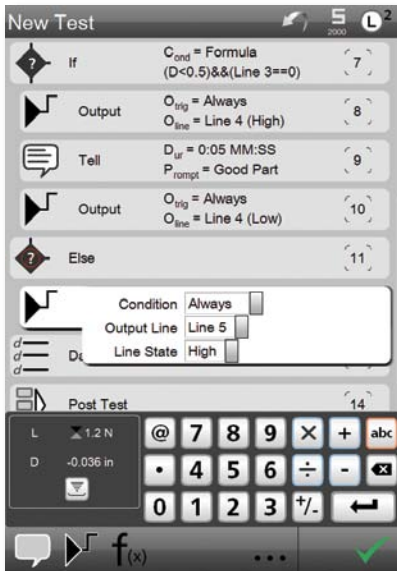 New Test
5 2000 L2
If
Cond = Formula
(D<0.5)&&(Line 3==0)
7
Output
Otrig = Always
Oline = Line 4 (High)
8
Tell
Dur = 0:05 MM:SS
Prompt = Good Part
9
Output
Otrig = Always
Oline = Line 4 (Low)
10
Else
11
Condition Always
Output Line Line 5
Line State High
d
d
d
Post Test
14
L 1.2 N
D -0.036 in
@ 7 8 9 × + abc
• 4 5 6 ÷ -
0 1 2 3 +/-
f(x) ...